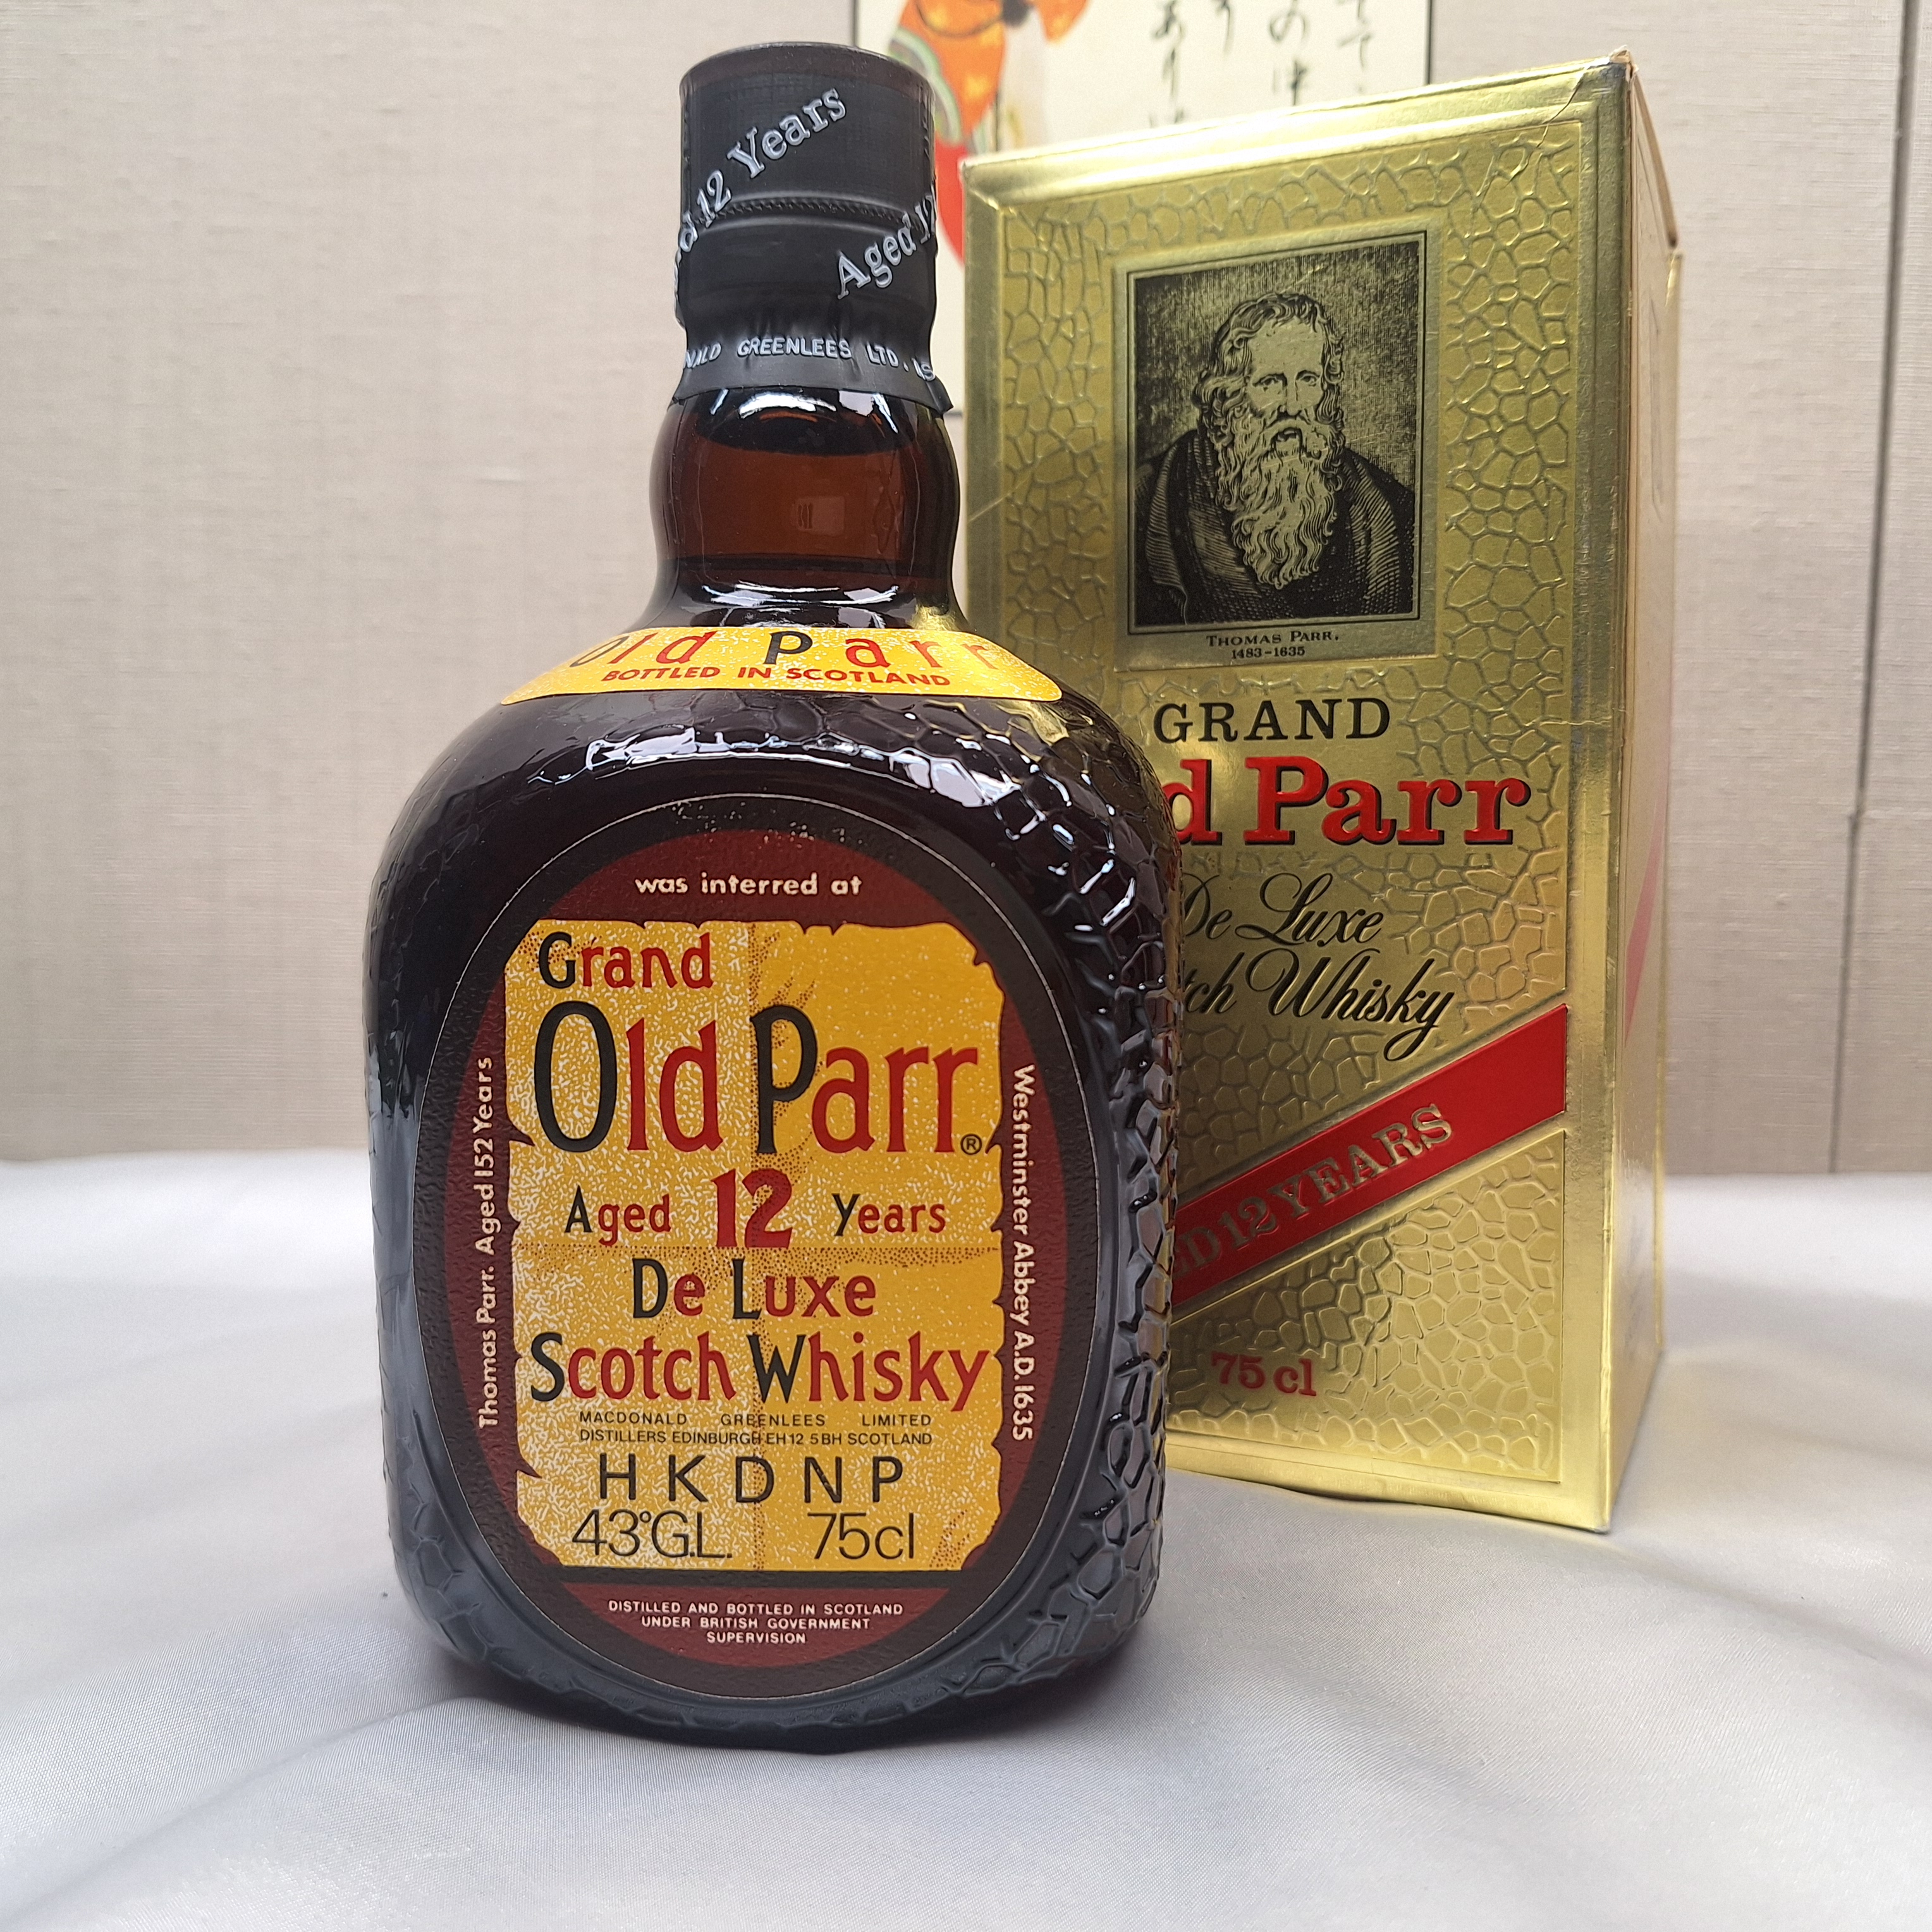 12 Years
Aged
GREENLEES LTD.
Old Parr
BOTTLED IN SCOTLAND
was interred at
Thomas Parr. Aged 152 Years
Westminster Abbey A.D. 1635
Grand
Old Parr®
Aged 12 Years
De Luxe
Scotch Whisky
MACDONALD GREENLEES LIMITED
DISTILLERS EDINBURGH EH12 5BH SCOTLAND
H K D N P
43°G.L. 75cl
DISTILLED AND BOTTLED IN SCOTLAND
UNDER BRITISH GOVERNMENT
SUPERVISION
THOMAS PARR.
1483-1635
GRAND
d Parr
De Luxe
tch Whisky
ED 12 YEARS
75 cl